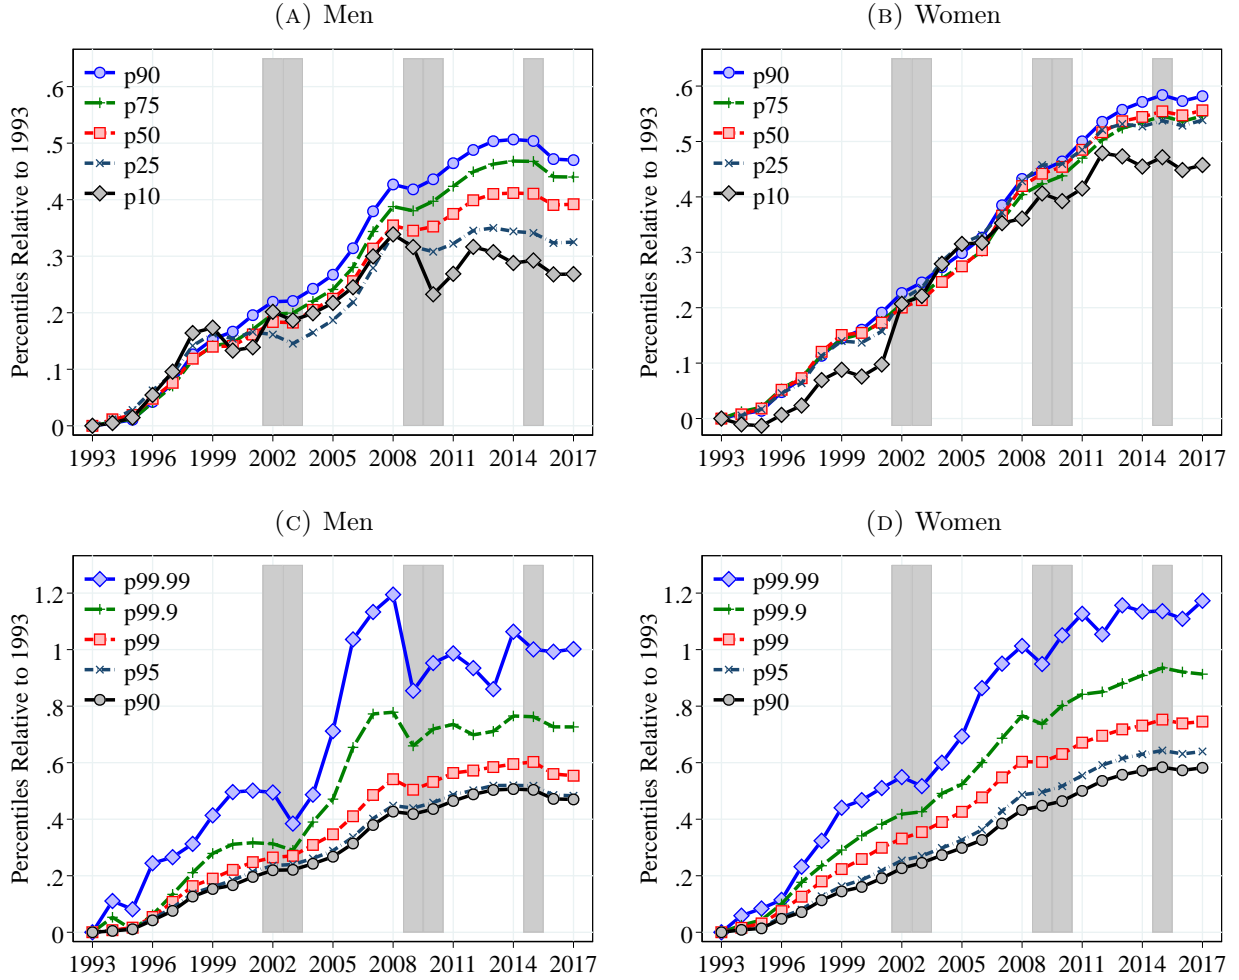 (A) Men
Percentiles Relative to 1993
.6
.5
.4
.3
.2
.1
0
p90
p75
p50
p25
p10
1993 1996 1999 2002 2005 2008 2011 2014 2017
(B) Women
Percentiles Relative to 1993
.6
.5
.4
.3
.2
.1
0
p90
p75
p50
p25
p10
1993 1996 1999 2002 2005 2008 2011 2014 2017
(C) Men
Percentiles Relative to 1993
1.2
1
.8
.6
.4
.2
0
p99.99
p99.9
p99
p95
p90
1993 1996 1999 2002 2005 2008 2011 2014 2017
(D) Women
Percentiles Relative to 1993
1.2
1
.8
.6
.4
.2
0
p99.99
p99.9
p99
p95
p90
1993 1996 1999 2002 2005 2008 2011 2014 2017